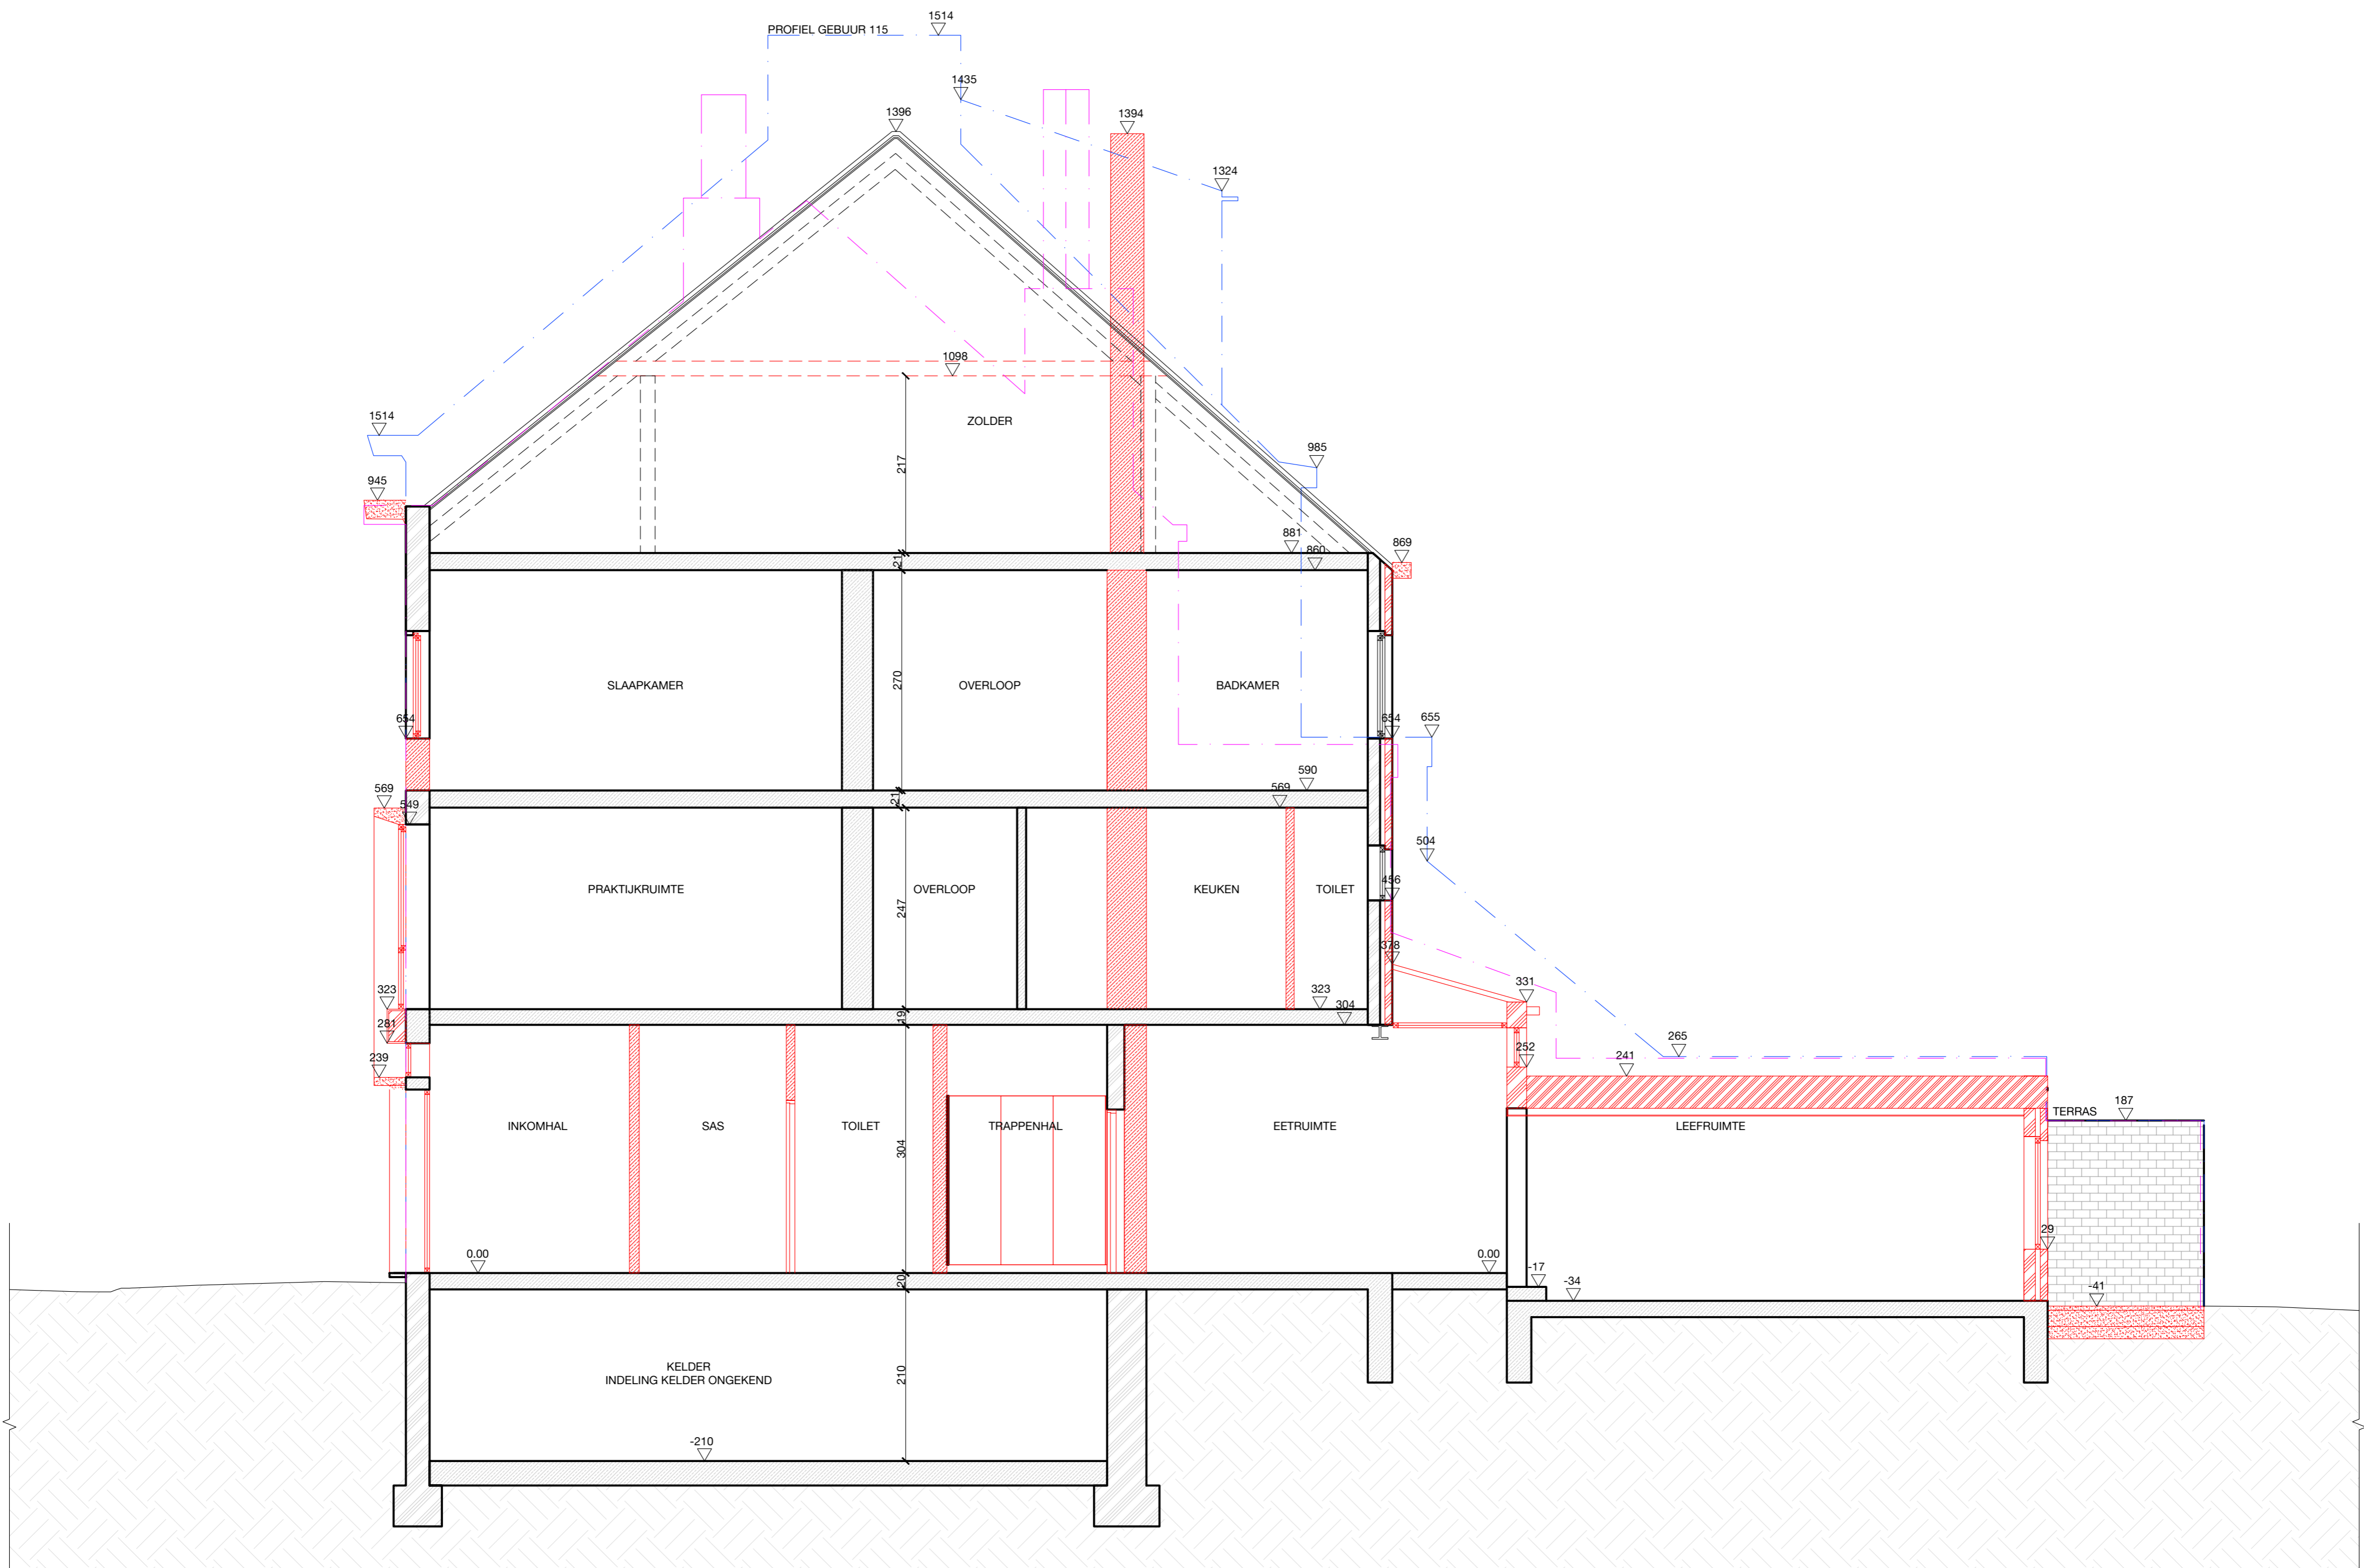 1514
PROFIEL GEBUUR 115
1435
1396
1394
1324
1098
1514
ZOLDER
985
217
945
881
869
860
21
SLAAPKAMER
270
OVERLOOP
BADKAMER
654
654
655
590
569
569
21
549
504
PRAKTIJKRUIMTE
247
OVERLOOP
KEUKEN
TOILET
456
378
323
323
331
304
19
281
252
265
239
241
187
TERRAS
INKOMHAL
SAS
TOILET
304
TRAPPENHAL
EETRUIMTE
LEEFRUIMTE
29
0.00
0.00
-17
20
-34
-41
KELDER
210
INDELING KELDER ONGEKEND
-210